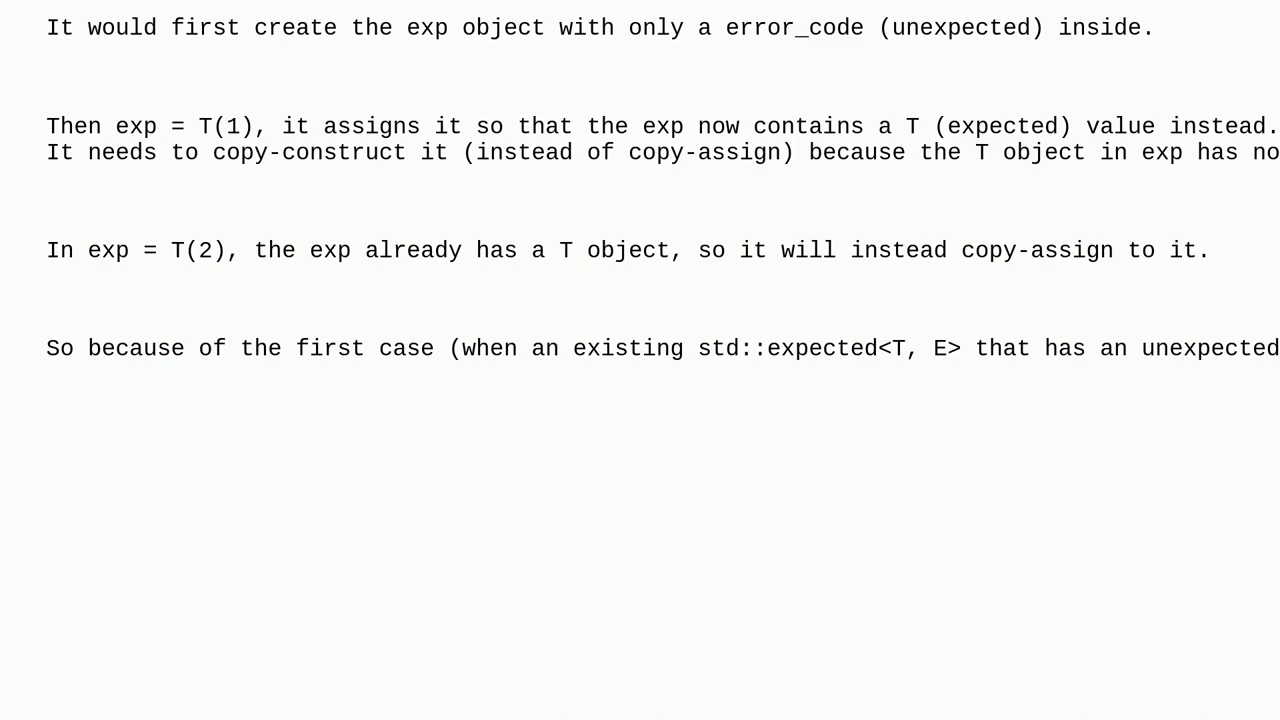 It would first create the exp object with only a error_code (unexpected) inside.
Then exp = T(1), it assigns it so that the exp now contains a T (expected) value instead.
It needs to copy-construct it (instead of copy-assign) because the T object in exp has no
In exp = T(2), the exp already has a T object, so it will instead copy-assign to it.
So because of the first case (when an existing std::expected<T, E> that has an unexpected